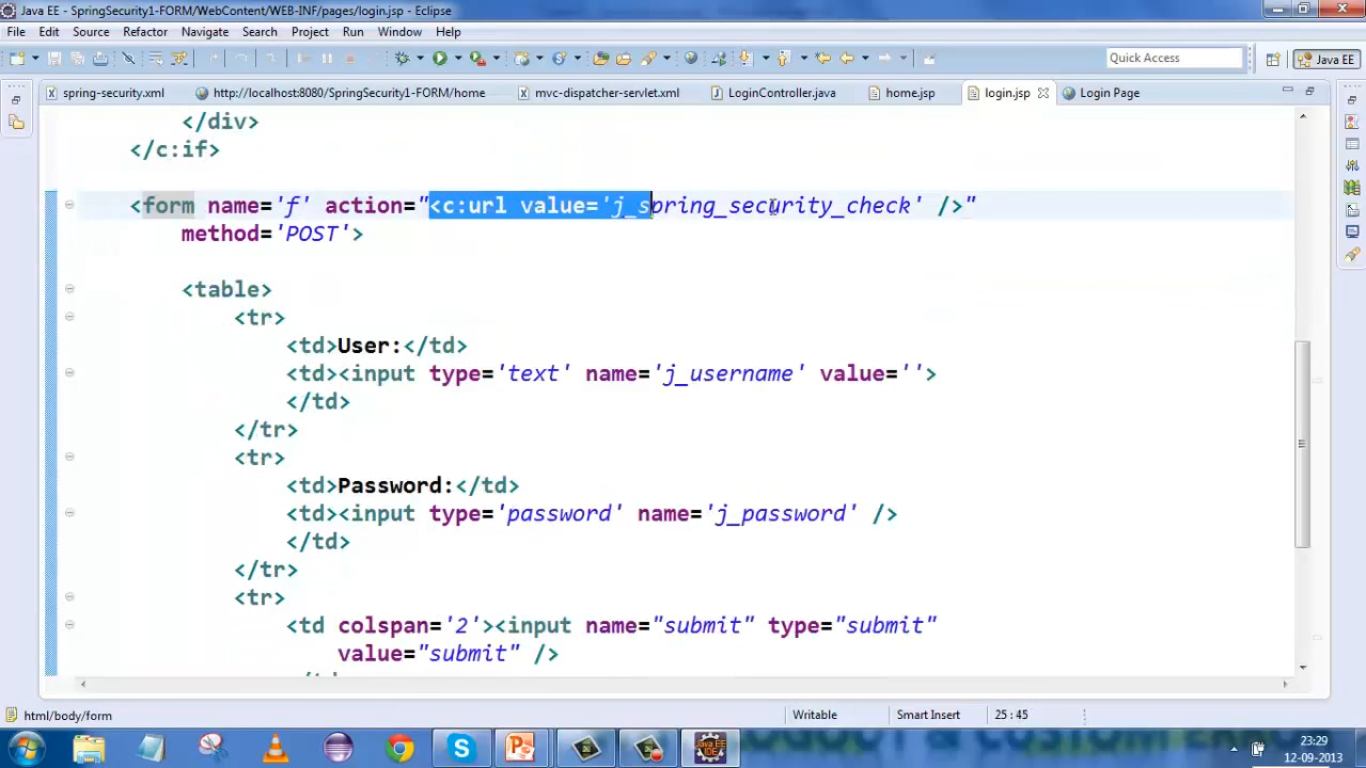 Java EE - SpringSecurity1-FORM/WebContent/WEB-INF/pages/login.jsp - Eclipse
File Edit Source Refactor Navigate Search Project Run Window Help
Quick Access Java EE
spring-security.xml http://localhost:8080/SpringSecurity1-FORM/home mvc-dispatcher-servlet.xml LoginController.java home.jsp login.jsp Login Page
</div>
</c:if>
<form name='f' action="<c:url value='j_spring_security_check' />"
method='POST'>
<table>
<tr>
<td>User:</td>
<td><input type='text' name='j_username' value=''>
</td>
</tr>
<tr>
<td>Password:</td>
<td><input type='password' name='j_password' />
</td>
</tr>
<tr>
<td colspan='2'><input name="submit" type="submit"
value="submit" />
html/body/form Writable Smart Insert 25 : 45
23:29
12-09-2013